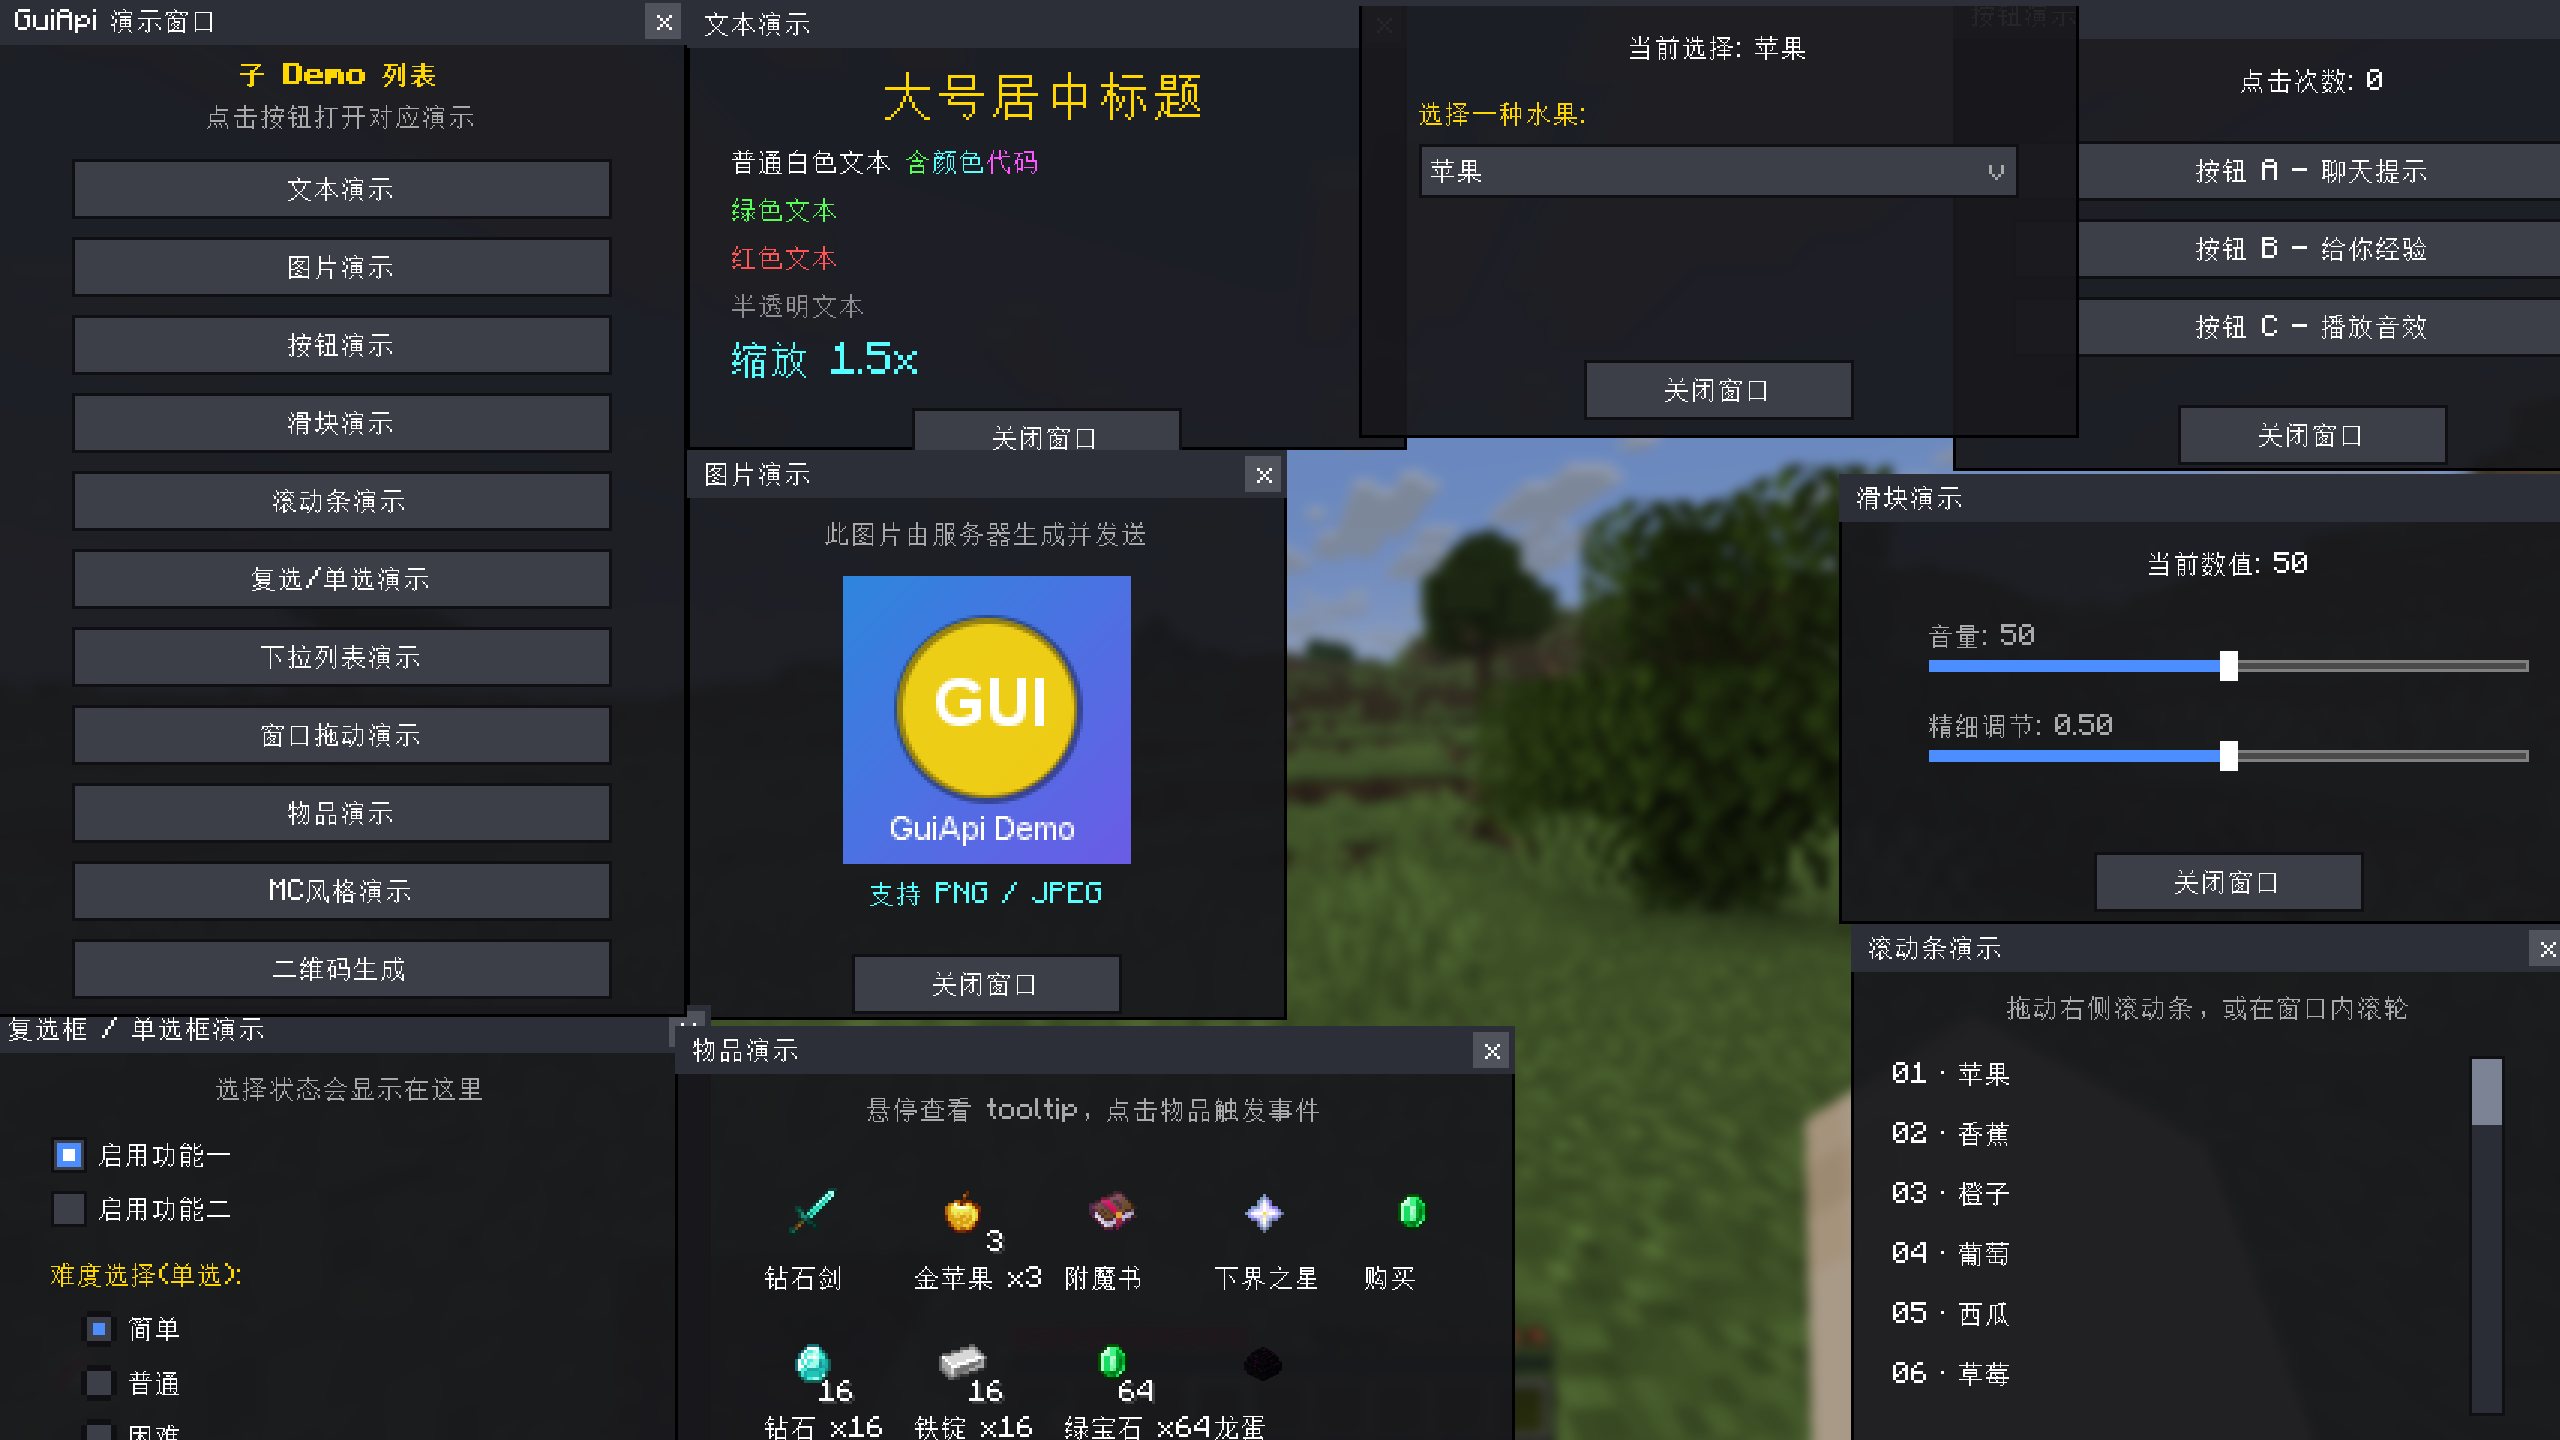 GuiApi 演示窗口
子 Demo 列表
点击按钮打开对应演示
文本演示
图片演示
按钮演示
滑块演示
滚动条演示
复选/单选演示
下拉列表演示
窗口拖动演示
物品演示
MC风格演示
二维码生成
文本演示
大号居中标题
普通白色文本 含颜色代码
绿色文本
红色文本
半透明文本
缩放 1.5x
关闭窗口
当前选择: 苹果
选择一种水果:
苹果
关闭窗口
按钮演示
点击次数: 0
按钮 A - 聊天提示
按钮 B - 给你经验
按钮 C - 播放音效
关闭窗口
图片演示
此图片由服务器生成并发送
GUI
GuiApi Demo
支持 PNG / JPEG
关闭窗口
滑块演示
当前数值: 50
音量: 50
精细调节: 0.50
关闭窗口
滚动条演示
拖动右侧滚动条，或在窗口内滚轮
01 · 苹果
02 · 香蕉
03 · 橙子
04 · 葡萄
05 · 西瓜
06 · 草莓
复选框 / 单选框演示
选择状态会显示在这里
启用功能一
启用功能二
难度选择(单选):
简单
普通
困难
物品演示
悬停查看 tooltip，点击物品触发事件
3
钻石剑 金苹果 x3 附魔书 下界之星 购买
16 16 64
钻石 x16 铁锭 x16 绿宝石 x64 龙蛋